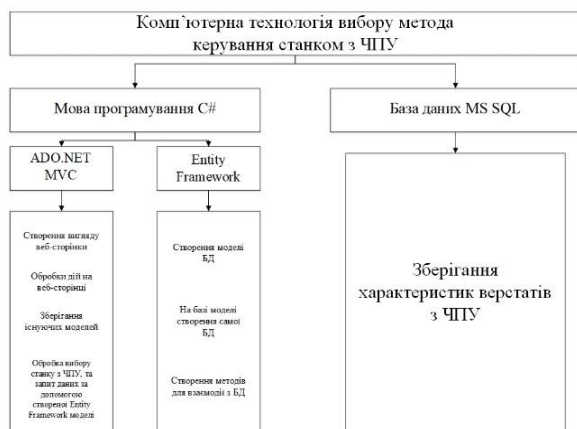 Комп'ютерна технологія вибору метода
керування станком з ЧПУ
Мова програмування C#
База даних MS SQL
ADO.NET
MVC
Entity
Framework
Створення вигляду
веб-сторінки
Обробки дій на
веб-сторінці
Зберігання
існуючих моделей
Обробка вибору
станку з ЧПУ, та
запит даних за
допомогою
створеної Entity
Framework моделі
Створення моделі
БД
На базі моделі
створення самої
БД
Створення методів
для взаємодії з БД
Зберігання
характеристик верстатів
з ЧПУ